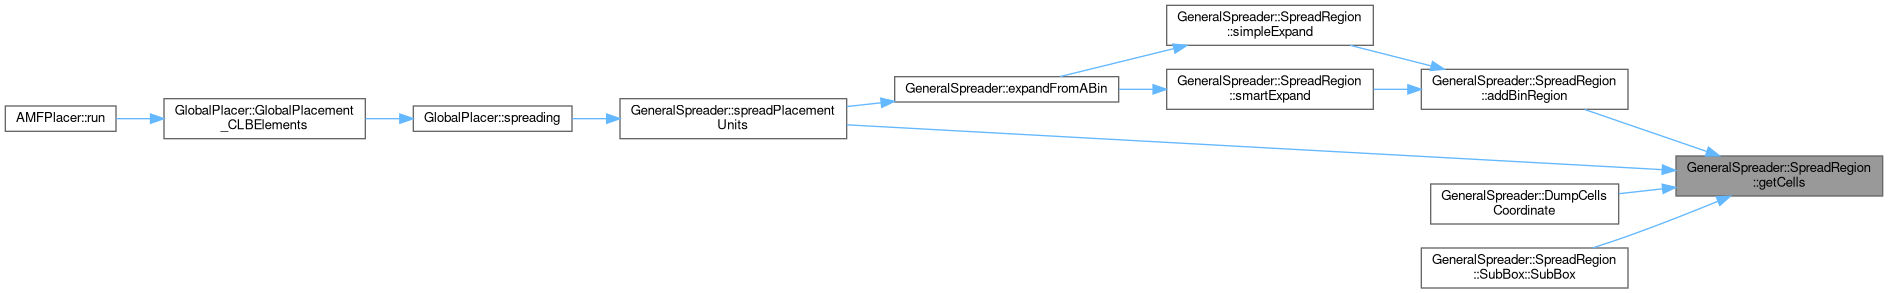 GeneralSpreader::SpreadRegion
::simpleExpand
GeneralSpreader::expandFromABin
GeneralSpreader::SpreadRegion
::smartExpand
GeneralSpreader::SpreadRegion
::addBinRegion
AMFPlacer::run
GlobalPlacer::GlobalPlacement
_CLBElements
GlobalPlacer::spreading
GeneralSpreader::spreadPlacement
Units
GeneralSpreader::SpreadRegion
::getCells
GeneralSpreader::DumpCells
Coordinate
GeneralSpreader::SpreadRegion
::SubBox::SubBox